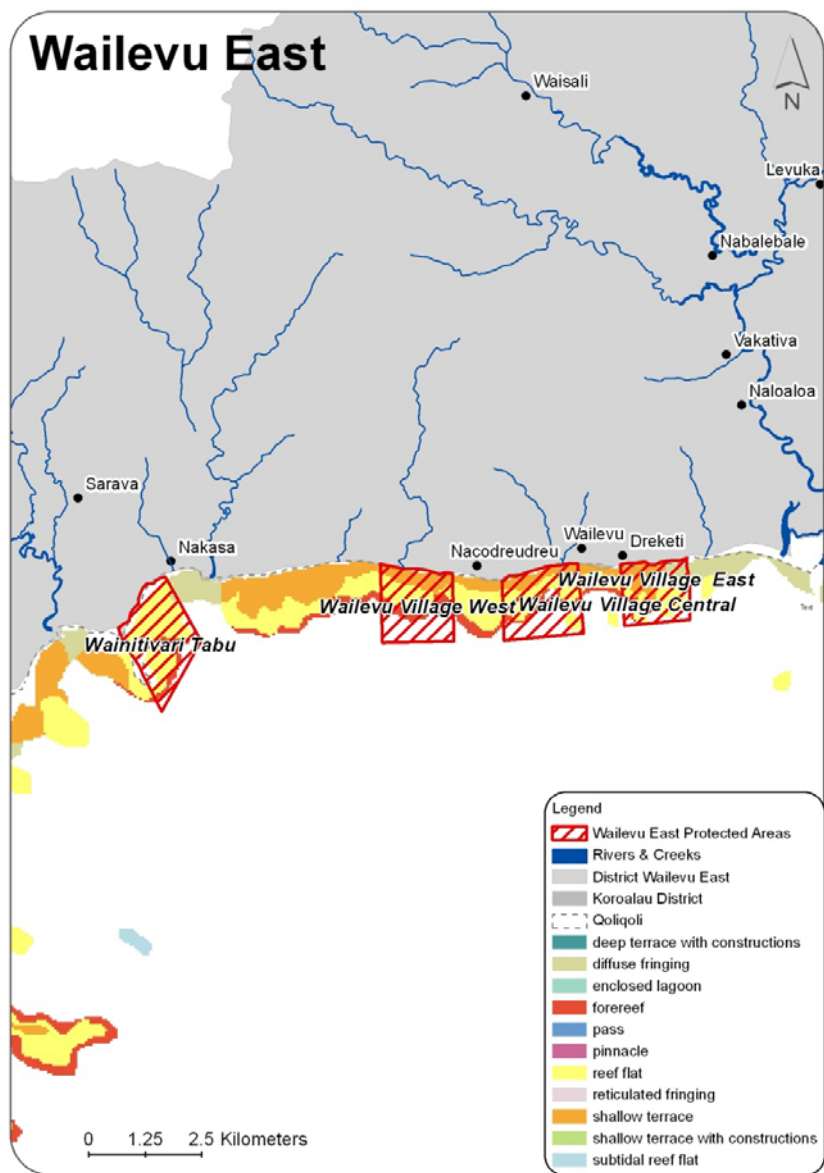 Wailevu East
N
Waisali
Levuka
Nabalebale
Vakativa
Naloaloa
Sarava
Nakasa
Nacodreudreu
Wailevu
Dreketi
Wailevu Village East
Wailevu Village West
Wailevu Village Central
Text
Wainitivari Tabu
Legend
Wailevu East Protected Areas
Rivers & Creeks
District Wailevu East
Koroalau District
Qoliqoli
deep terrace with constructions
diffuse fringing
enclosed lagoon
forereef
pass
pinnacle
reef flat
reticulated fringing
shallow terrace
shallow terrace with constructions
subtidal reef flat
0 1.25 2.5 Kilometers